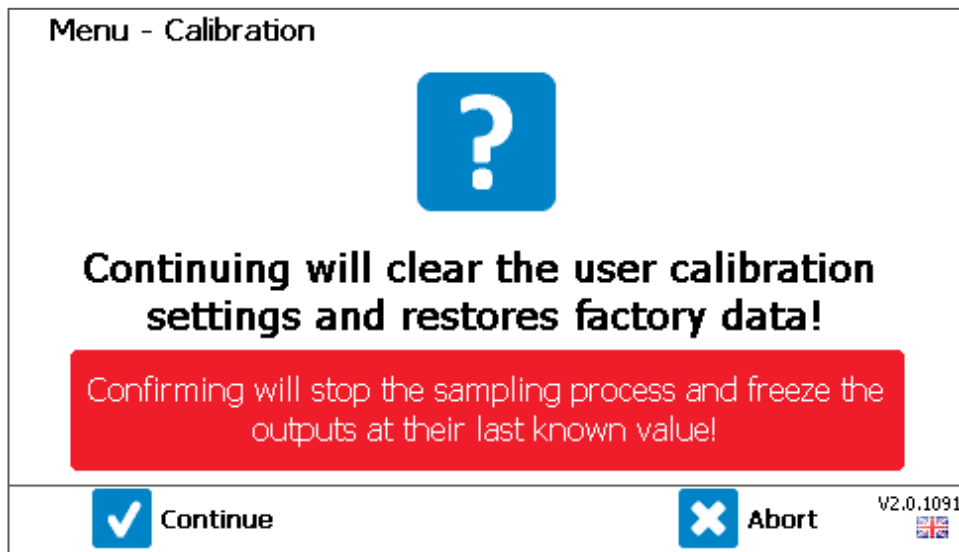 Menu - Calibration
?
Continuing will clear the user calibration
settings and restores factory data!
Confirming will stop the sampling process and freeze the
outputs at their last known value!
Continue
Abort
V2.0.1091